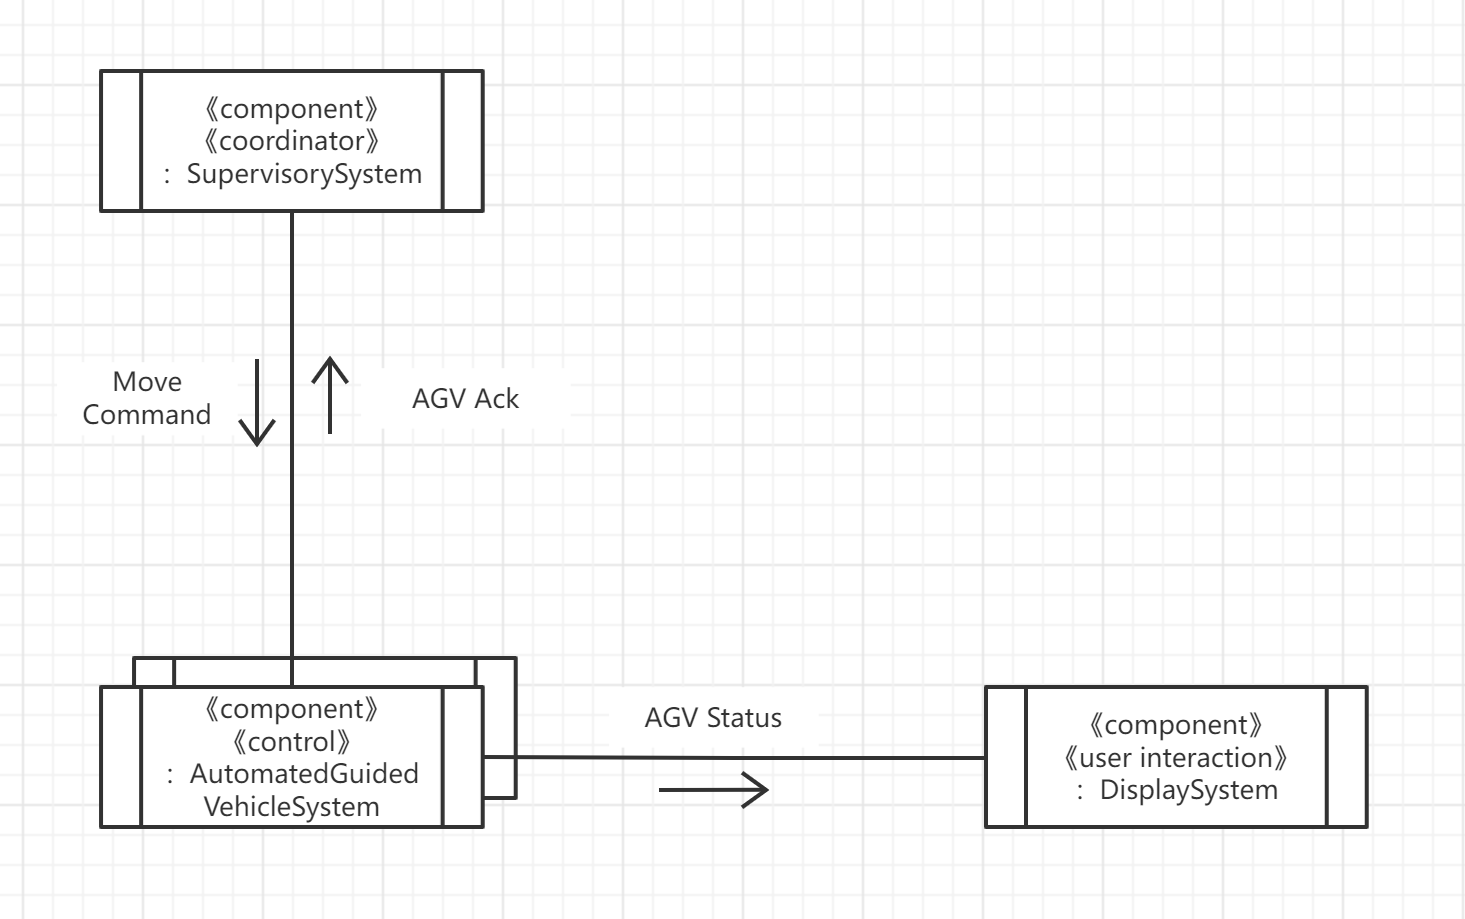 《component》
《coordinator》
： SupervisorySystem
Move
Command
AGV Ack
《component》
《control》
： AutomatedGuided
VehicleSystem
AGV Status
《component》
《user interaction》
： DisplaySystem